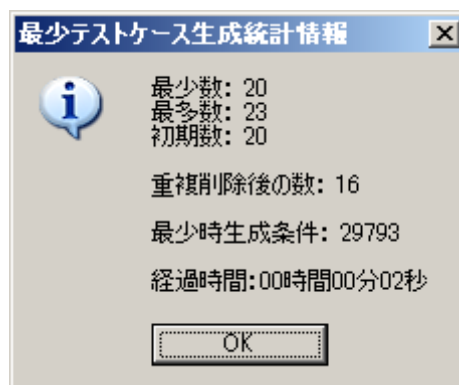 最少テストケース生成統計情報
最少数: 20
最多数: 23
初期数: 20
重複削除後の数: 16
最少時生成条件: 29793
経過時間:00時間00分02秒
OK